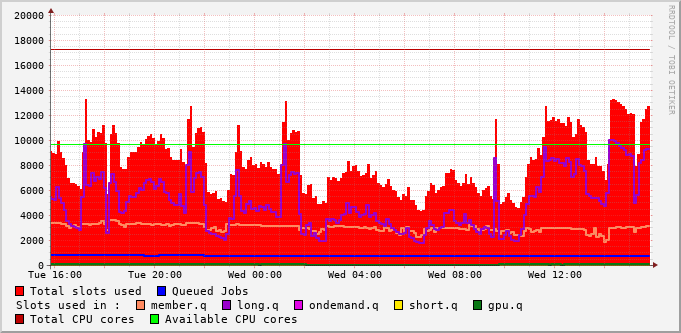 20000
18000
16000
14000
12000
10000
8000
6000
4000
2000
0
Tue 16:00 Tue 20:00 Wed 00:00 Wed 04:00 Wed 08:00 Wed 12:00
Total slots used Queued Jobs
Slots used in : member.q long.q ondemand.q short.q gpu.q
Total CPU cores Available CPU cores
RRDTOOL / TOBI OETIKER